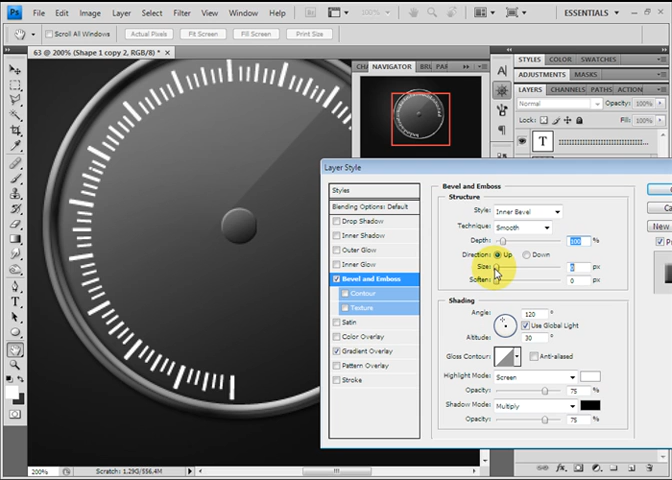 Ps File Edit Image Layer Select Filter Analysis 3D View Window Help 100% ESSENTIALS
Scroll All Windows Actual Pixels Fit Screen Fill Screen Print Size
63 @ 200% (Shape 1 copy 2, RGB/8) *
NAVIGATOR
STYLES COLOR SWATCHES
ADJUSTMENTS MASKS
LAYERS CHANNELS PATHS ACTION
Normal Opacity: 100%
Lock: Fill: 100%
T
Layer Style
Styles
Blending Options: Default
Drop Shadow
Inner Shadow
Outer Glow
Inner Glow
Bevel and Emboss
Contour
Texture
Satin
Color Overlay
Gradient Overlay
Pattern Overlay
Stroke
Bevel and Emboss
Structure
Style: Inner Bevel
Technique: Smooth
Depth: 100 %
Direction: Up Down
Size: px
Soften: 0 px
Shading
Angle: 120 °
Use Global Light
Altitude: 30 °
Gloss Contour: Anti-aliased
Highlight Mode: Screen
Opacity: 75 %
Shadow Mode: Multiply
Opacity: 75 %
New
200% Scratch: 1.29G/556.4M